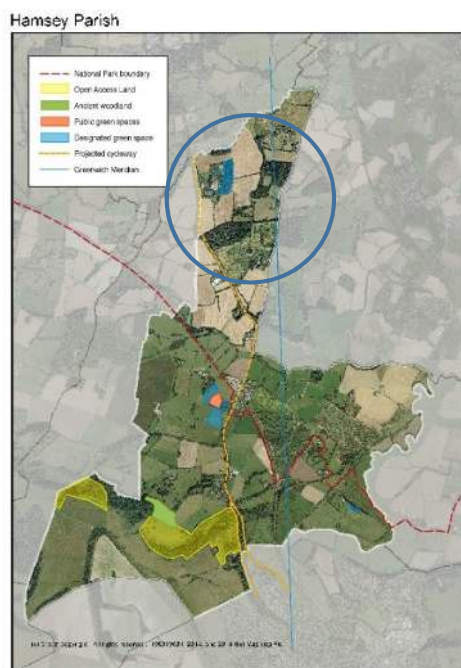 Hamsey Parish
National Park boundary
Open Access Land
Ancient woodland
Public green spaces
Designated green space
Projected cycleway
Greenwich Meridian